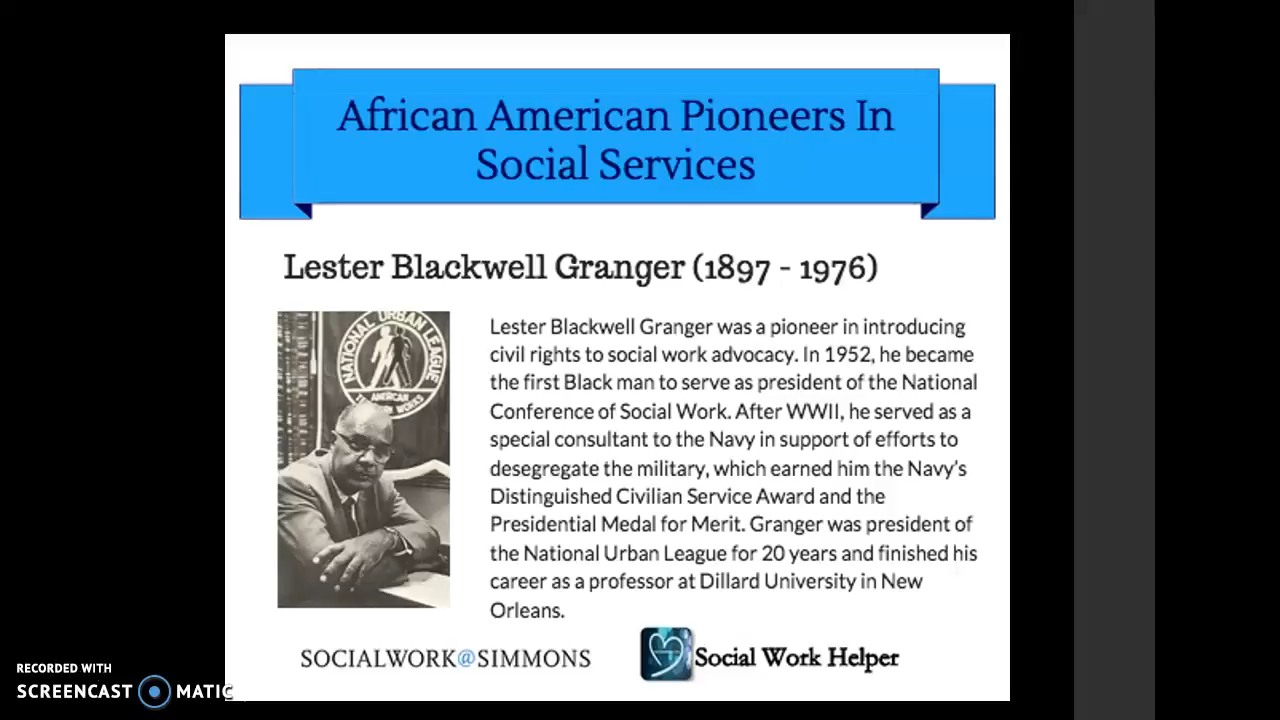 African American Pioneers In
Social Services
Lester Blackwell Granger (1897 - 1976)
NATIONAL URBAN LEAGUE
AMERICAN
WORKS
Lester Blackwell Granger was a pioneer in introducing
civil rights to social work advocacy. In 1952, he became
the first Black man to serve as president of the National
Conference of Social Work. After WWII, he served as a
special consultant to the Navy in support of efforts to
desegregate the military, which earned him the Navy's
Distinguished Civilian Service Award and the
Presidential Medal for Merit. Granger was president of
the National Urban League for 20 years and finished his
career as a professor at Dillard University in New
Orleans.
SOCIALWORK@SIMMONS
Social Work Helper
RECORDED WITH
SCREENCAST MATIC